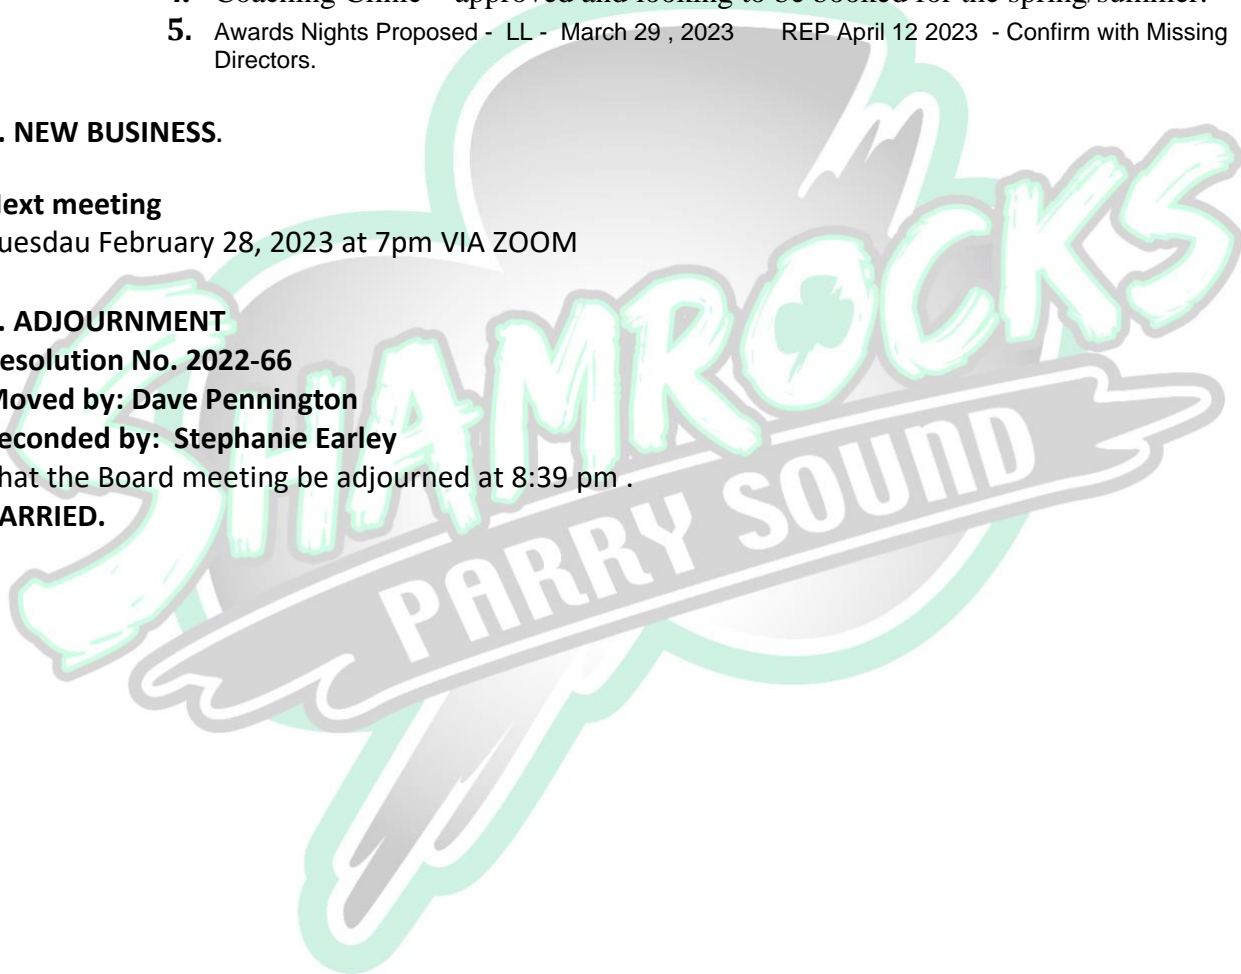 4. Coaching Clinic – approved and looking to be booked for the spring/summer.
5. Awards Nights Proposed - LL - March 29 , 2023 REP April 12 2023 - Confirm with Missing
Directors.
. NEW BUSINESS.
ext meeting
uesdau February 28, 2023 at 7pm VIA ZOOM
. ADJOURNMENT
esolution No. 2022-66
Moved by: Dave Pennington
econded by: Stephanie Earley
hat the Board meeting be adjourned at 8:39 pm .
ARRIED.
SHAMROCKS
PARRY SOUND